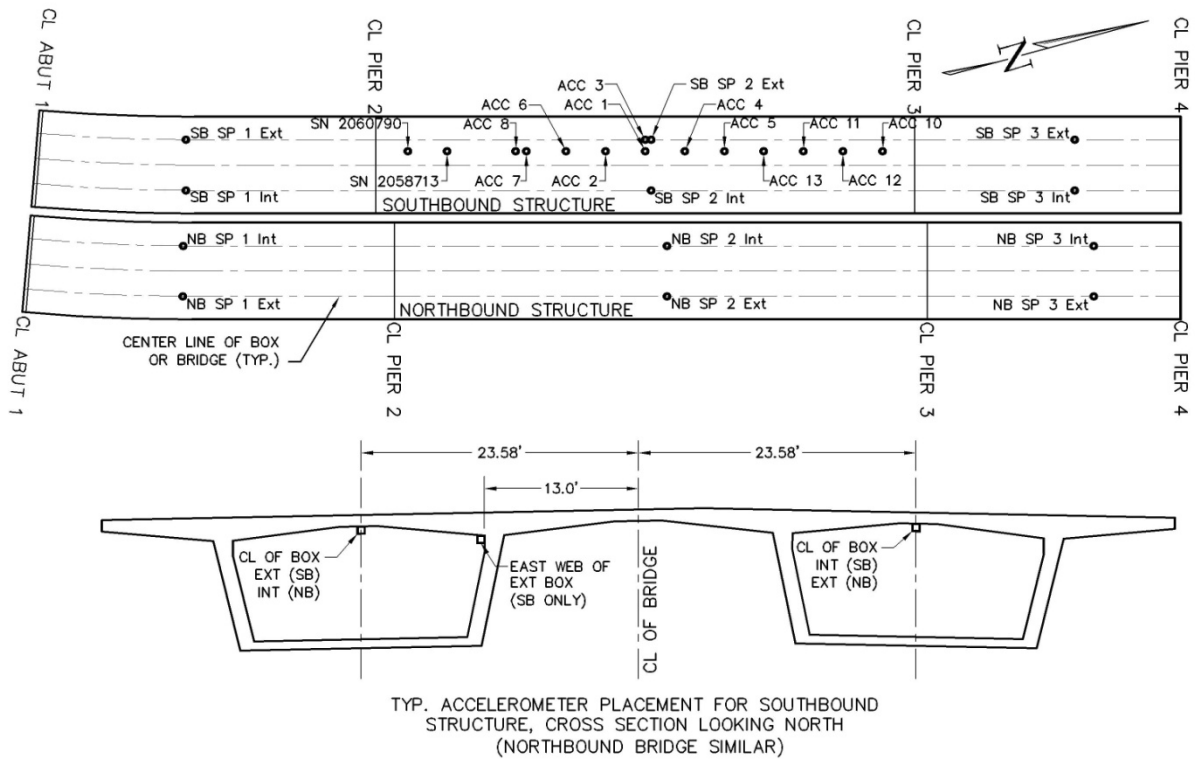 CL ABUT 1
CL PIER 2
CL PIER 3
CL PIER 4
N
ACC 3
SB SP 2 Ext
ACC 6
ACC 1
ACC 4
SB SP 1 Ext
SN 2060790
ACC 8
ACC 5
ACC 11
ACC 10
SB SP 3 Ext
SB SP 1 Int
SN 2058713
ACC 7
ACC 2
SB SP 2 Int
ACC 13
ACC 12
SB SP 3 Int
SOUTHBOUND STRUCTURE
NB SP 1 Int
NB SP 2 Int
NB SP 3 Int
NB SP 1 Ext
NORTHBOUND STRUCTURE
NB SP 2 Ext
NB SP 3 Ext
CL ABUT 1
CENTER LINE OF BOX
OR BRIDGE (TYP.)
CL PIER 2
CL PIER 3
CL PIER 4
23.58'
23.58'
13.0'
CL OF BOX
EXT (SB)
INT (NB)
EAST WEB OF
EXT BOX
(SB ONLY)
CL OF BRIDGE
CL OF BOX
INT (SB)
EXT (NB)
TYP. ACCELEROMETER PLACEMENT FOR SOUTHBOUND
STRUCTURE, CROSS SECTION LOOKING NORTH
(NORTHBOUND BRIDGE SIMILAR)